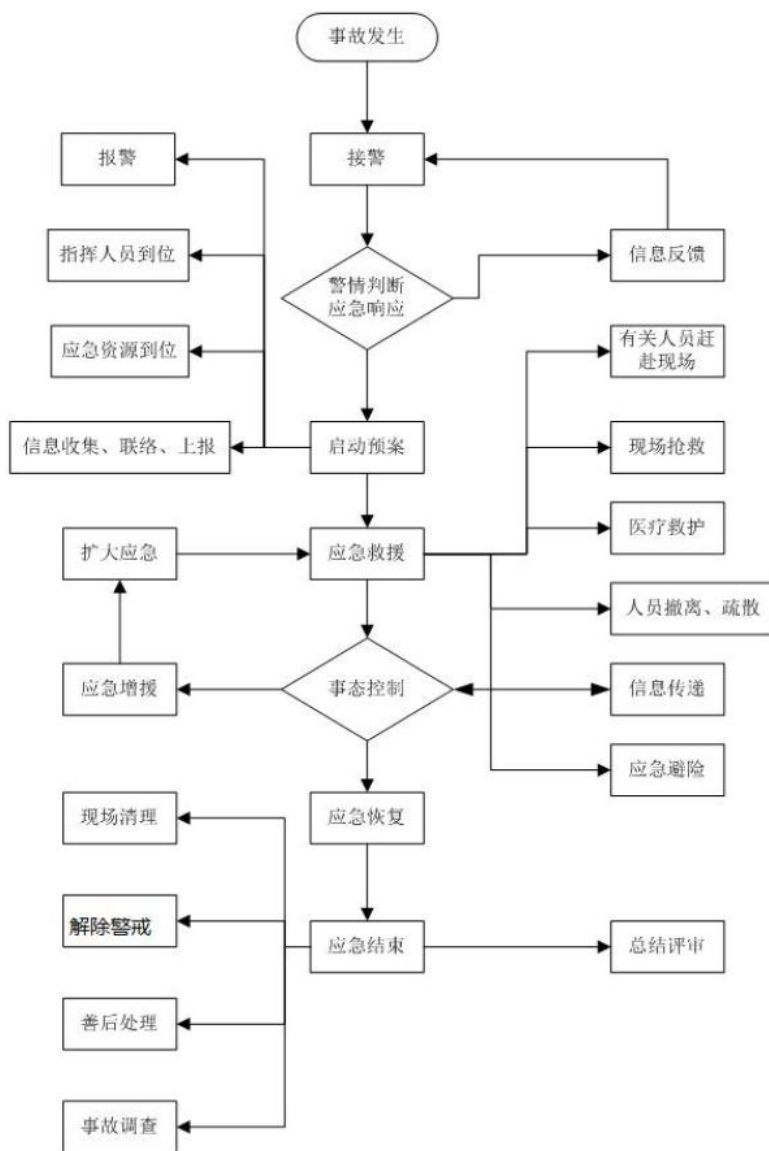 事故发生
报警
接警
指挥人员到位
警情判断
应急响应
信息反馈
应急资源到位
有关人员赶
赴现场
信息收集、联络、上报
启动预案
现场抢救
医疗救护
扩大应急
应急救援
人员撤离、疏散
应急增援
事态控制
信息传递
应急避险
现场清理
应急恢复
解除警戒
应急结束
总结评审
善后处理
事故调查